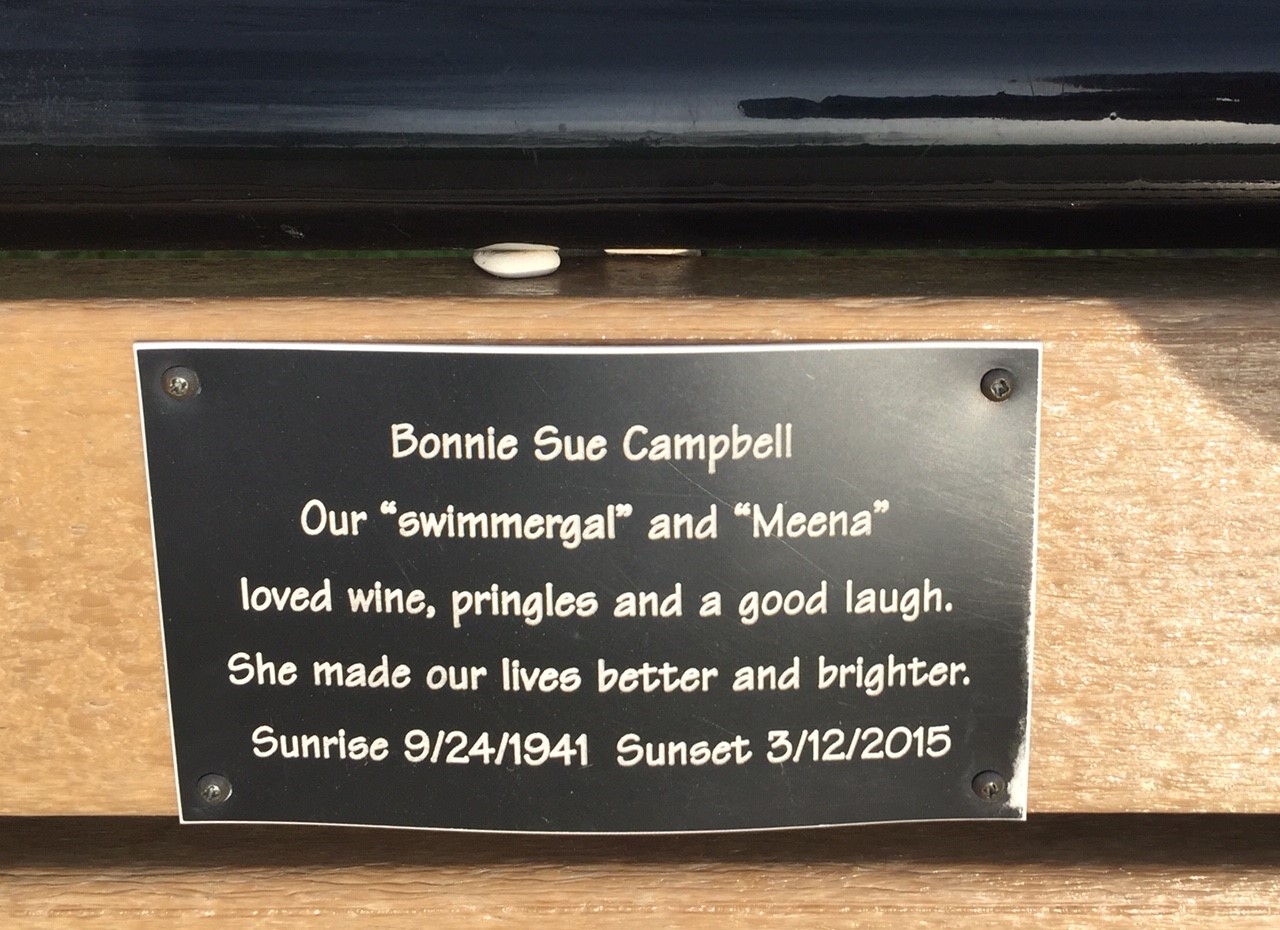 Bonnie Sue Campbell
Our “swimmergal” and “Meena”
loved wine, pringles and a good laugh.
She made our lives better and brighter.
Sunrise 9/24/1941 Sunset 3/12/2015